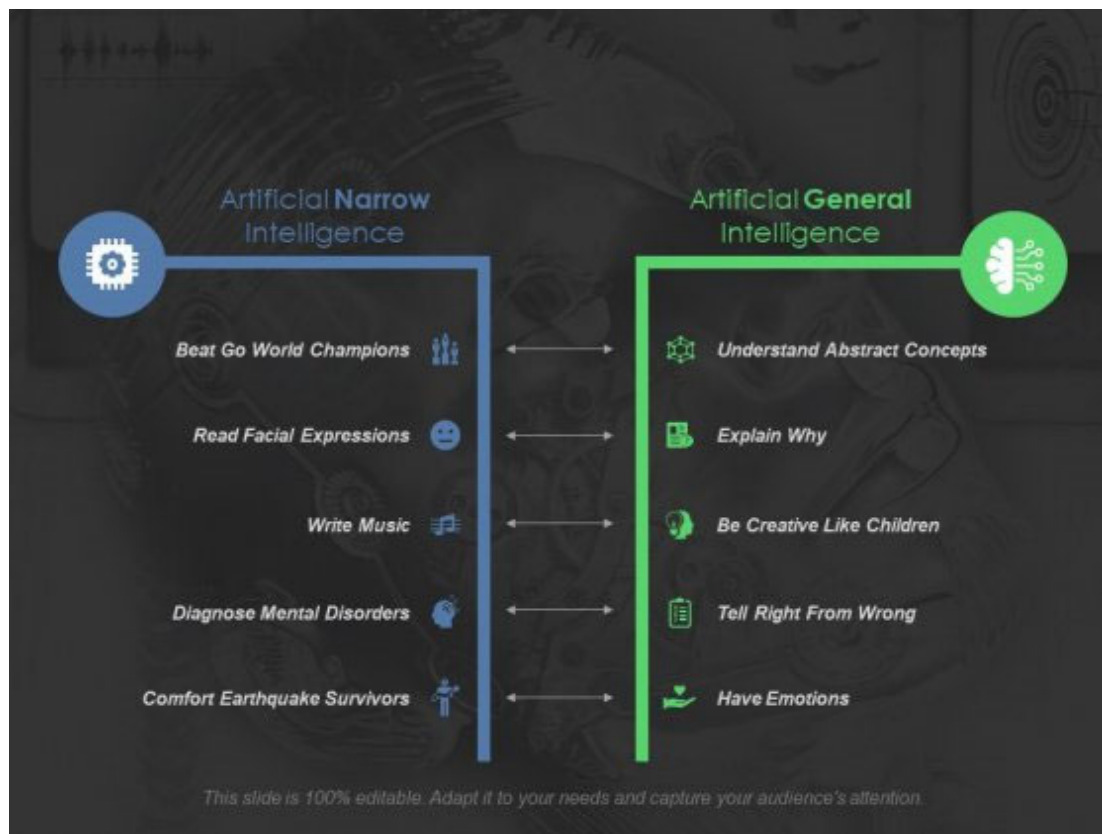 Artificial Narrow
Intelligence
Artificial General
Intelligence
Beat Go World Champions
Understand Abstract Concepts
Read Facial Expressions
Explain Why
Write Music
Be Creative Like Children
Diagnose Mental Disorders
Tell Right From Wrong
Comfort Earthquake Survivors
Have Emotions
This slide is 100% editable. Adapt it to your needs and capture your audience's attention.